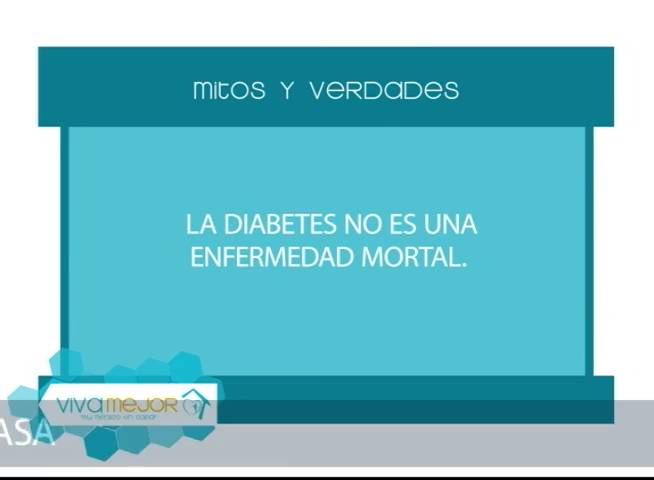 mitos y verdades
LA DIABETES NO ES UNA
ENFERMEDAD MORTAL.
VIVAMEJOR
ASA